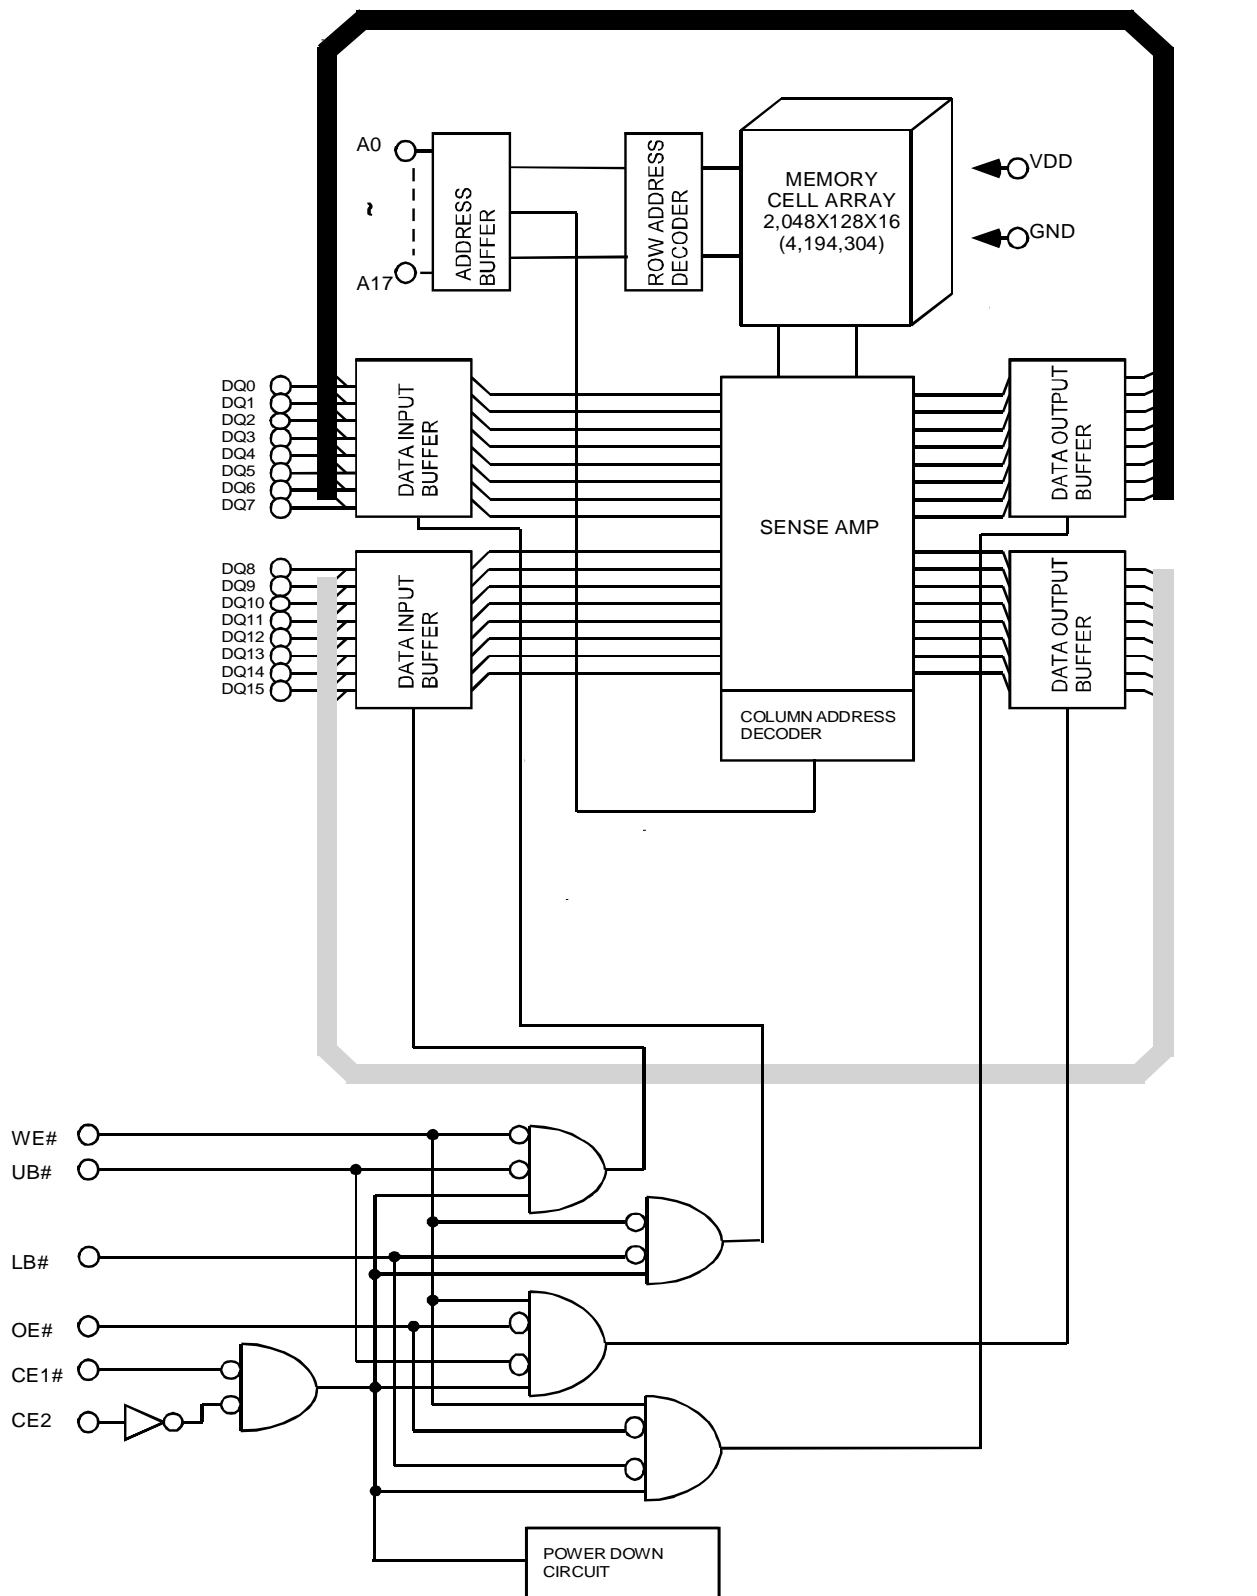 A0
~
A17
ADDRESS
BUFFER
ROW ADDRESS
DECODER
MEMORY
CELL ARRAY
2,048X128X16
(4,194,304)
VDD
GND
DQ0
DQ1
DQ2
DQ3
DQ4
DQ5
DQ6
DQ7
DATA INPUT
BUFFER
SENSE AMP
DATA OUTPUT
BUFFER
DQ8
DQ9
DQ10
DQ11
DQ12
DQ13
DQ14
DQ15
DATA INPUT
BUFFER
DATA OUTPUT
BUFFER
COLUMN ADDRESS
DECODER
WE#
UB#
LB#
OE#
CE1#
CE2
POWER DOWN
CIRCUIT